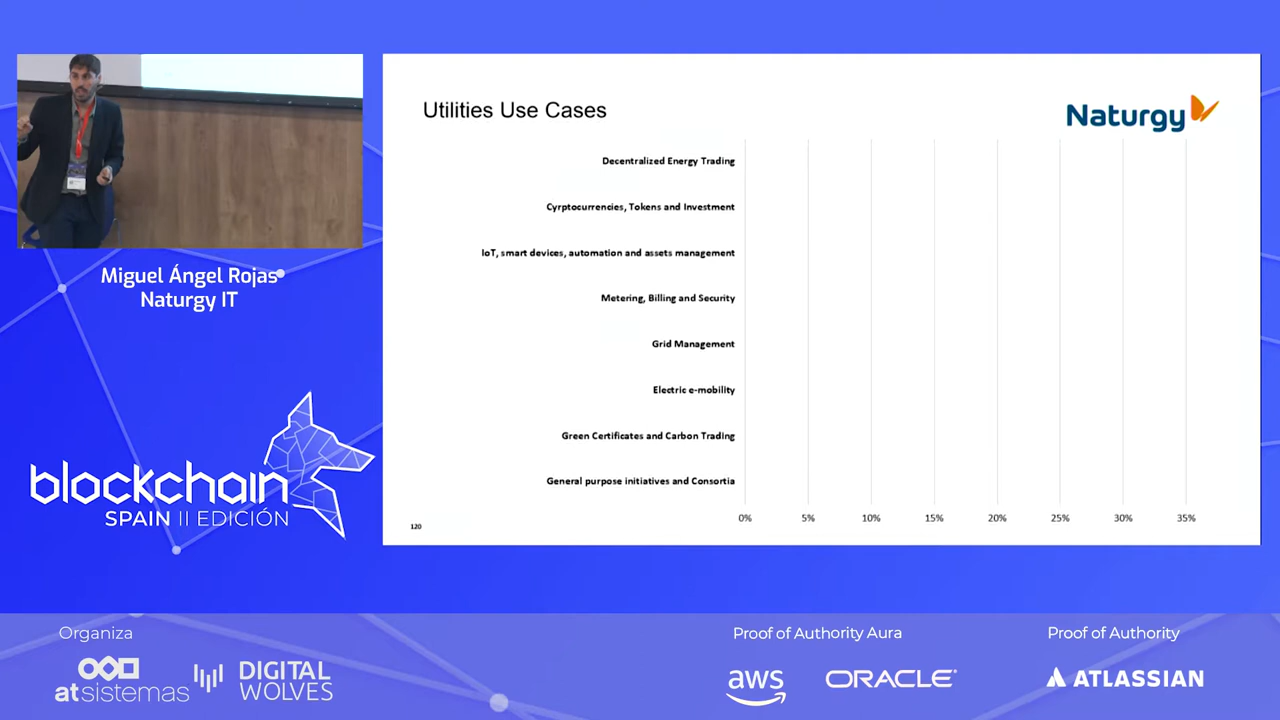 Utilities Use Cases
Naturgy
Decentralized Energy Trading
Cyrptocurrencies, Tokens and Investment
IoT, smart devices, automation and assets management
Metering, Billing and Security
Grid Management
Electric e-mobility
Green Certificates and Carbon Trading
General purpose initiatives and Consortia
0% 5% 10% 15% 20% 25% 30% 35%
120
Miguel Ángel Rojas
Naturgy IT
blockchain
SPAIN II EDICIÓN
Organiza
atsistemas
DIGITAL
WOLVES
Proof of Authority Aura
aws
ORACLE
Proof of Authority
ATLASSIAN